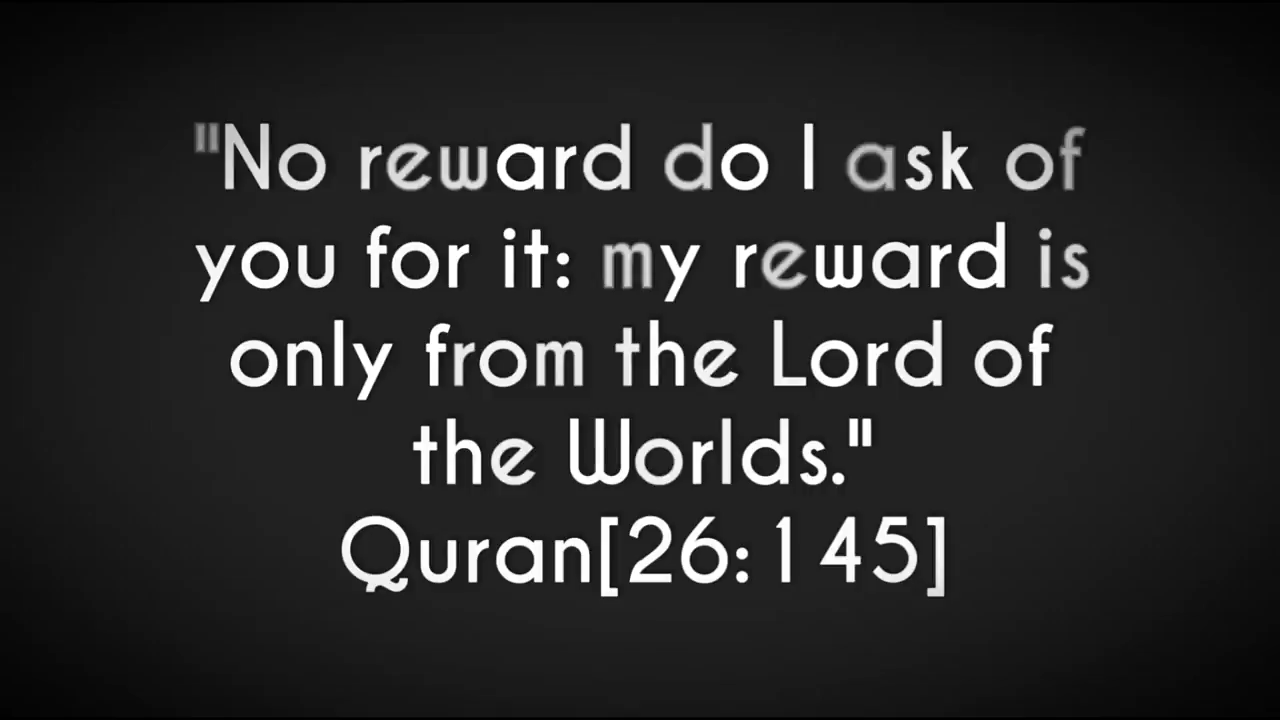 "No reward do I ask of
you for it: my reward is
only from the Lord of
the Worlds."
Quran[26:145]